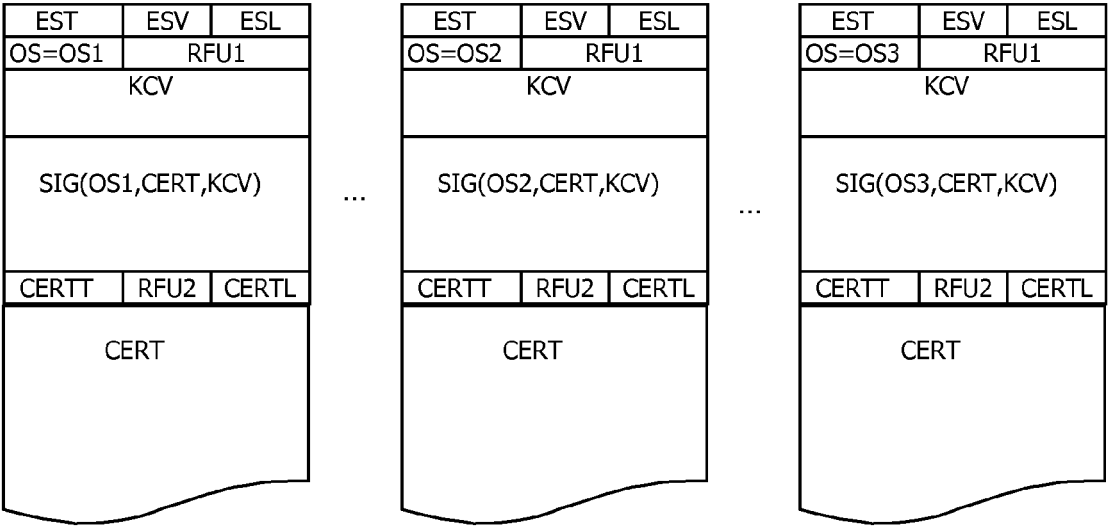 EST ESV ESL
OS=OS1 RFU1
KCV
SIG(OS1,CERT,KCV)
CERTT RFU2 CERTL
CERT
...
EST ESV ESL
OS=OS2 RFU1
KCV
SIG(OS2,CERT,KCV)
CERTT RFU2 CERTL
CERT
...
EST ESV ESL
OS=OS3 RFU1
KCV
SIG(OS3,CERT,KCV)
CERTT RFU2 CERTL
CERT